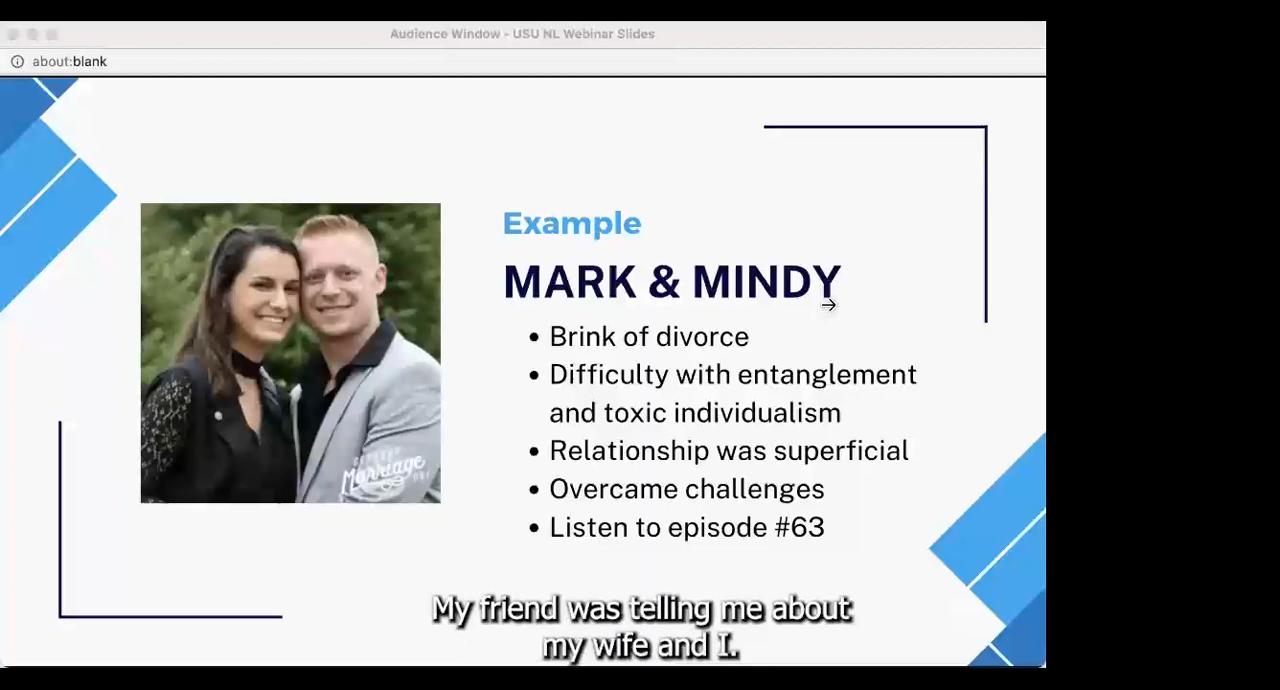 Audience Window - USU NL Webinar Slides
about:blank
Example
MARK & MINDY
• Brink of divorce
• Difficulty with entanglement
and toxic individualism
• Relationship was superficial
• Overcame challenges
• Listen to episode #63
Marriage
My friend was telling me about
my wife and I.